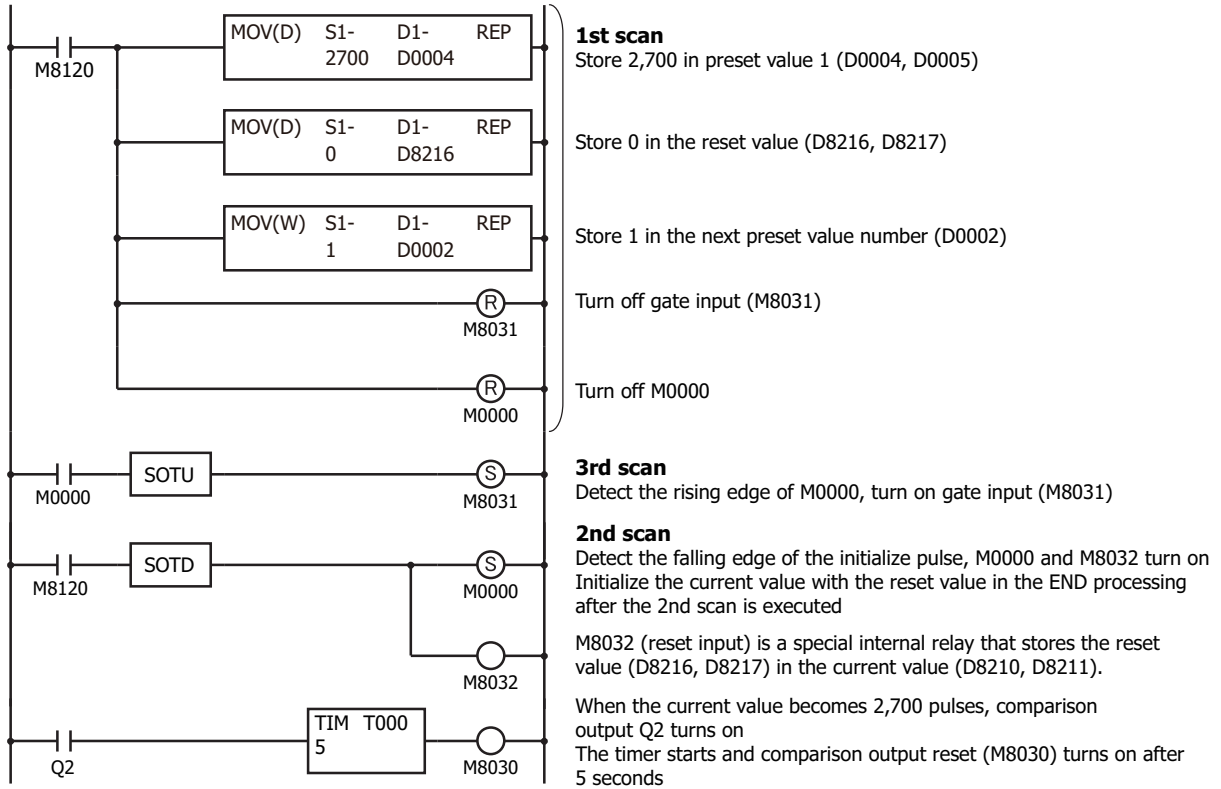 MOV(D) S1- D1- REP
2700 D0004
M8120
1st scan
Store 2,700 in preset value 1 (D0004, D0005)
MOV(D) S1- D1- REP
0 D8216
Store 0 in the reset value (D8216, D8217)
MOV(W) S1- D1- REP
1 D0002
Store 1 in the next preset value number (D0002)
R
M8031
Turn off gate input (M8031)
R
M0000
Turn off M0000
M0000
SOTU
S
M8031
3rd scan
Detect the rising edge of M0000, turn on gate input (M8031)
M8120
SOTD
S
M0000
2nd scan
Detect the falling edge of the initialize pulse, M0000 and M8032 turn on
Initialize the current value with the reset value in the END processing
after the 2nd scan is executed
M8032
M8032 (reset input) is a special internal relay that stores the reset
value (D8216, D8217) in the current value (D8210, D8211).
Q2
TIM T000
5
M8030
When the current value becomes 2,700 pulses, comparison
output Q2 turns on
The timer starts and comparison output reset (M8030) turns on after
5 seconds